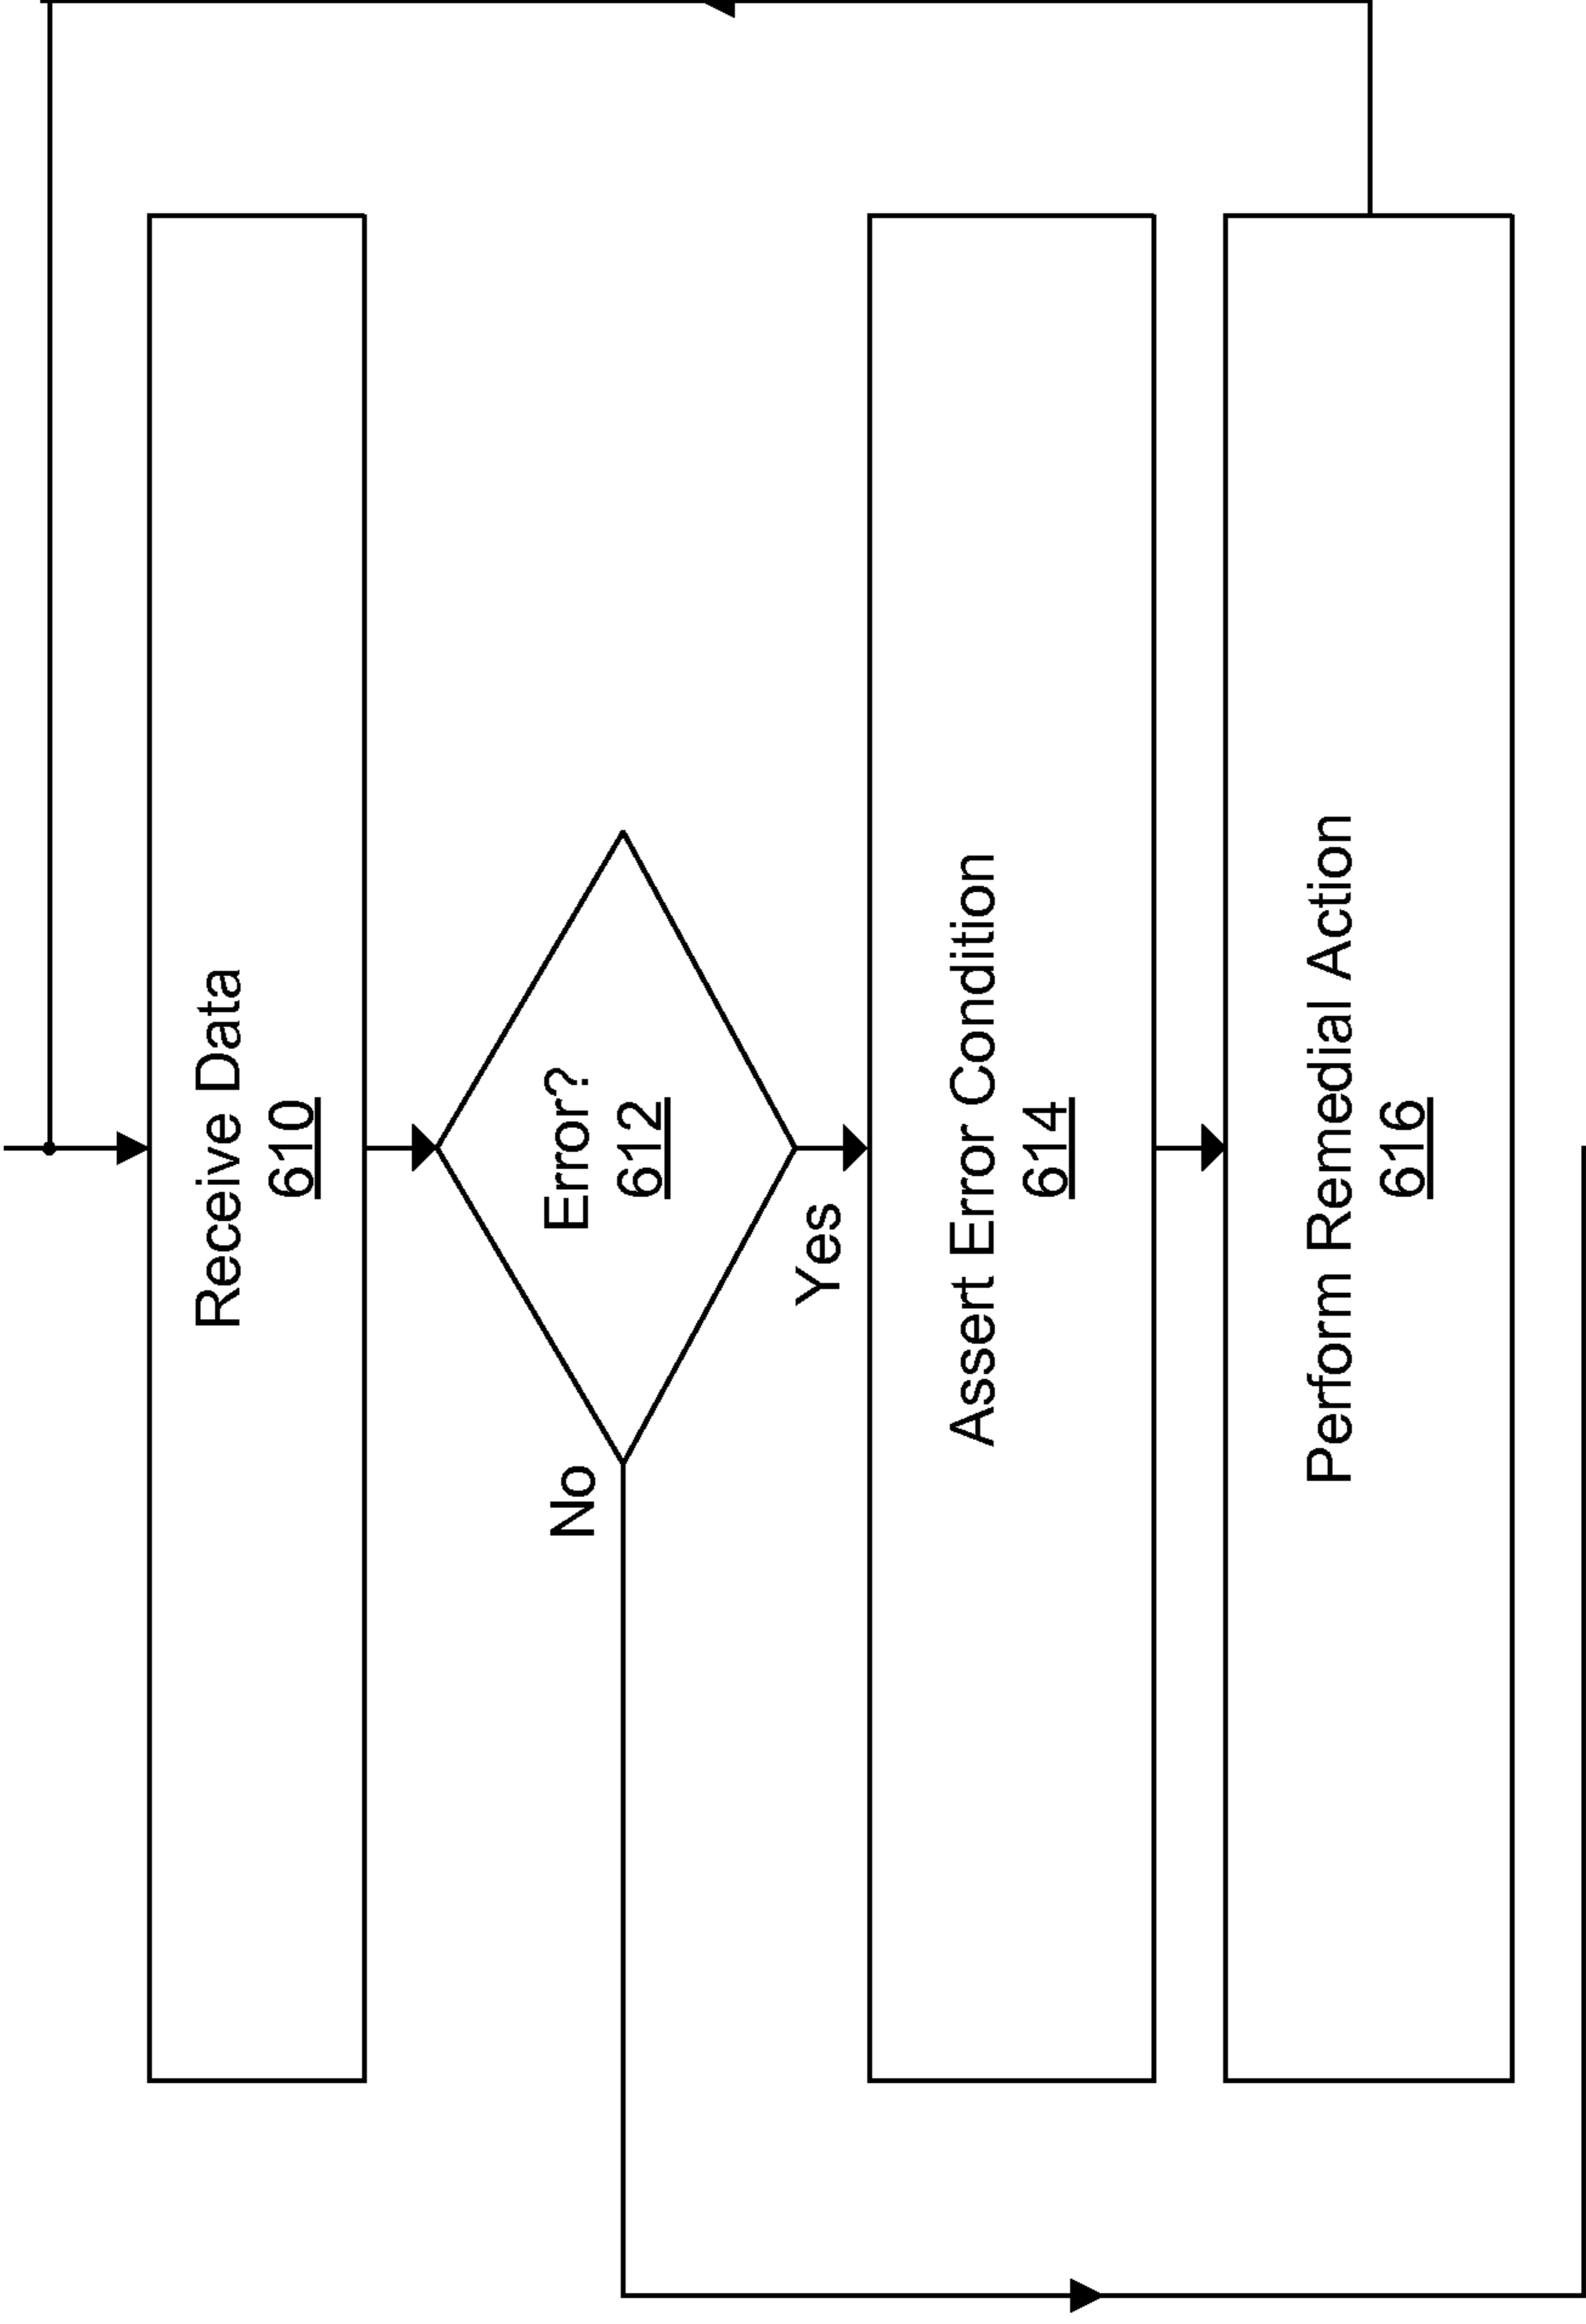 Receive Data
610
Error?
612
No
Yes
Assert Error Condition
614
Perform Remedial Action
616